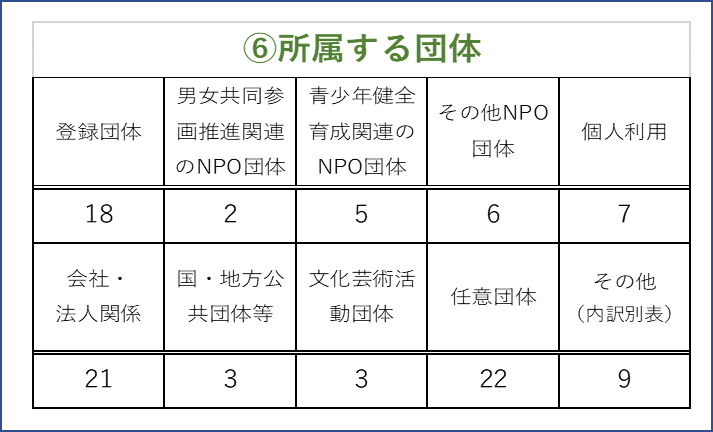 ⑥所属する団体
登録団体
男女共同参
画推進関連
のNPO団体
青少年健全
育成関連の
NPO団体
その他NPO
団体
個人利用
18
2
5
6
7
会社・
法人関係
国・地方公
共団体等
文化芸術活
動団体
任意団体
その他
（内訳別表）
21
3
3
22
9